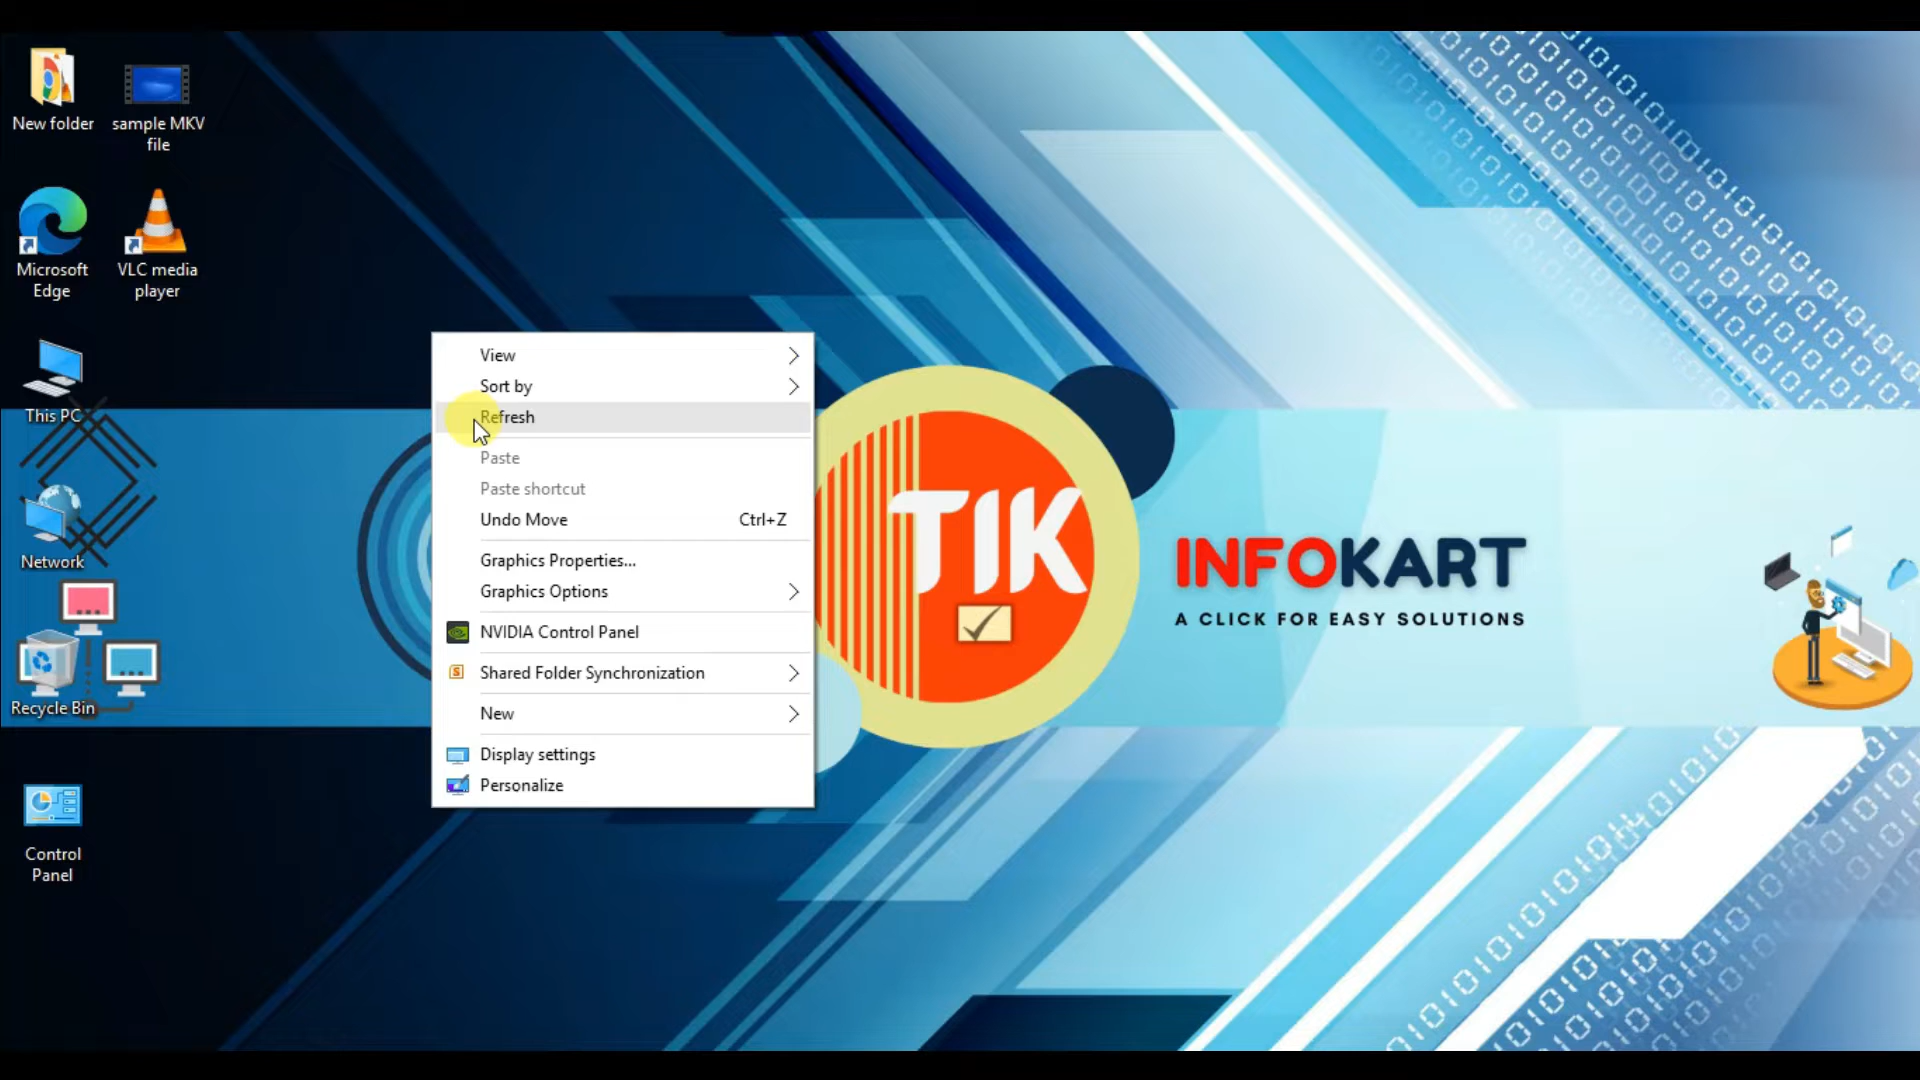 New folder
sample MKV
file
Microsoft
Edge
VLC media
player
This PC
Network
Recycle Bin
Control
Panel
View
Sort by
Refresh
Paste
Paste shortcut
Undo Move Ctrl+Z
Graphics Properties...
Graphics Options
NVIDIA Control Panel
Shared Folder Synchronization
New
Display settings
Personalize
TIK
INFOKART
A CLICK FOR EASY SOLUTIONS